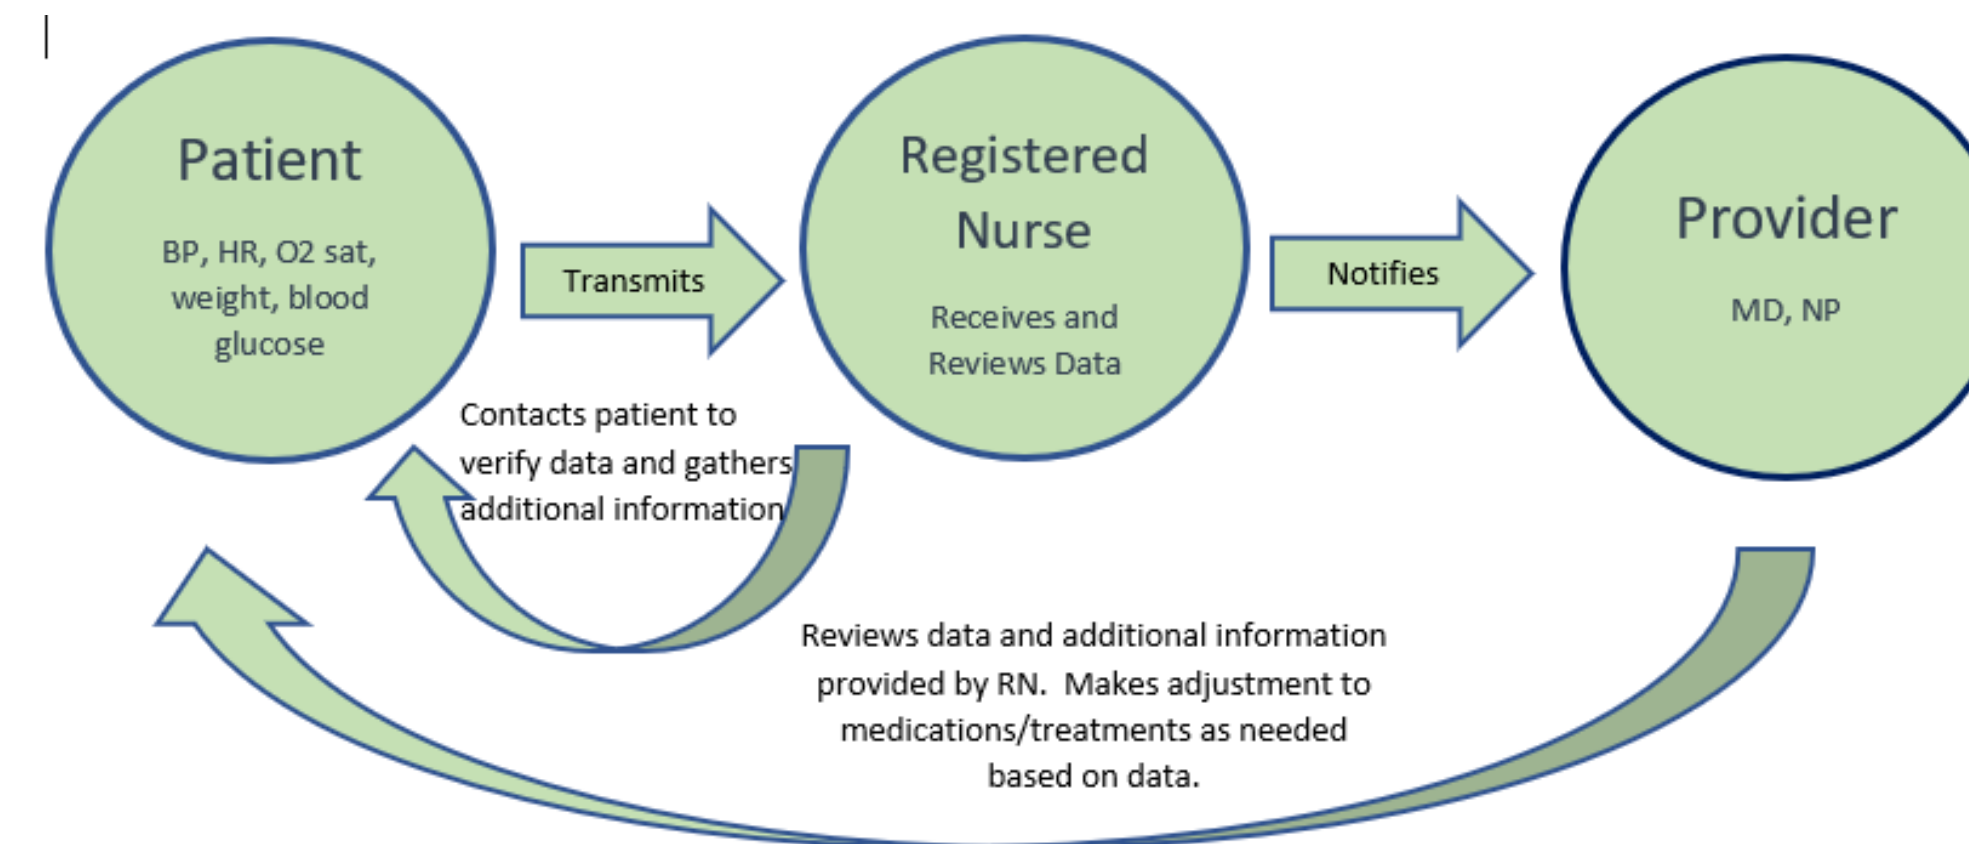 Patient
BP, HR, O2 sat,
weight, blood
glucose
Transmits
Registered
Nurse
Receives and
Reviews Data
Notifies
Provider
MD, NP
Contacts patient to
verify data and gathers
additional information
Reviews data and additional information
provided by RN.  Makes adjustment to
medications/treatments as needed
based on data.